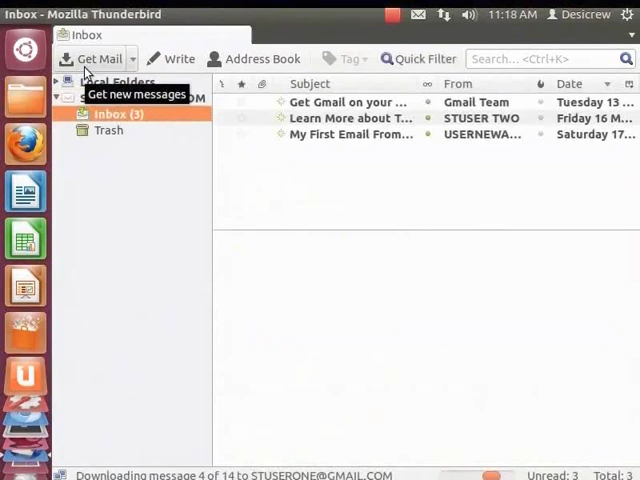 Inbox - Mozilla Thunderbird 11:18 AM Desicrew
Inbox
Get Mail Write Address Book Tag Quick Filter Search... <Ctrl+K>
Local Folders
Get new messages
OM
Inbox (3)
Trash
Subject From Date
Get Gmail on your ... Gmail Team Tuesday 13 ...
Learn More about T... STUSER TWO Friday 16 M...
My First Email From... USERNEWA... Saturday 17...
Downloading message 4 of 14 to STUSERONE@GMAIL.COM Unread: 3 Total: 3